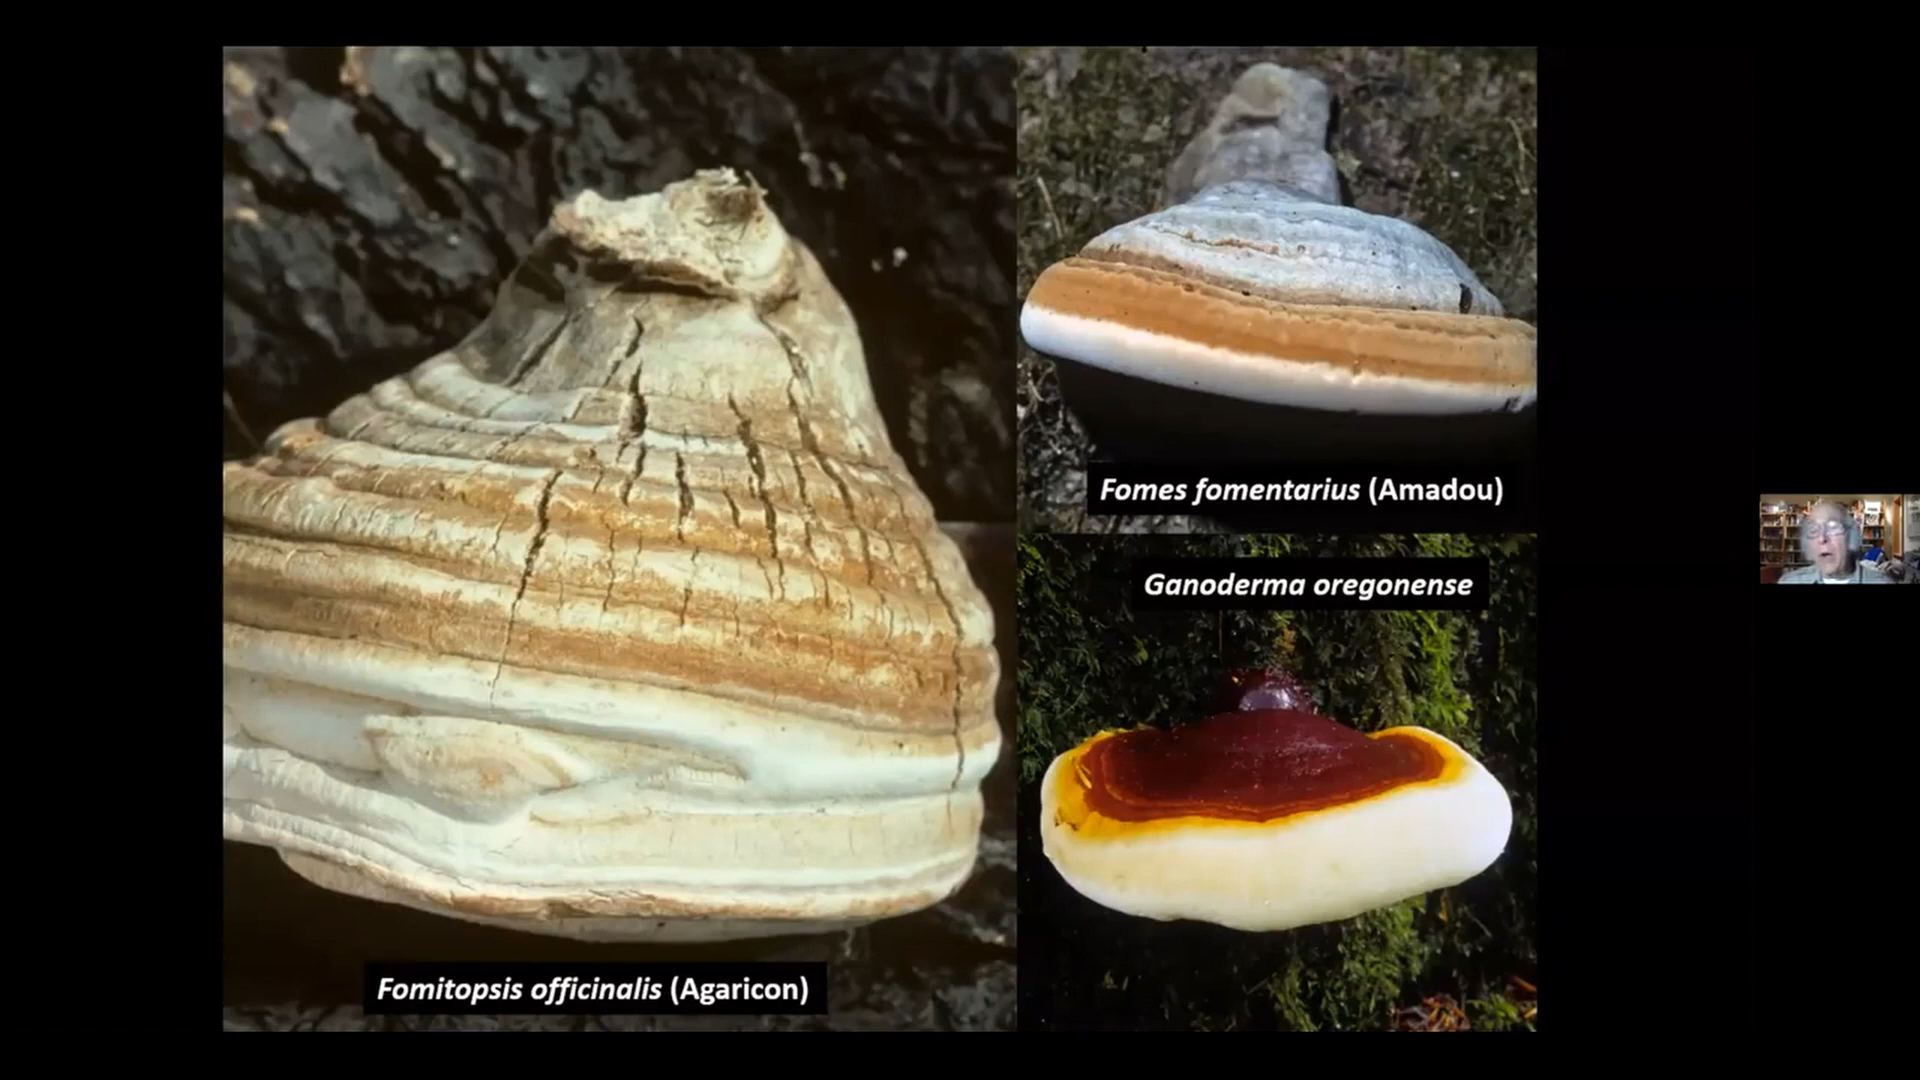 Fomes fomentarius (Amadou)
Ganoderma oregonense
Fomitopsis officinalis (Agaricon)